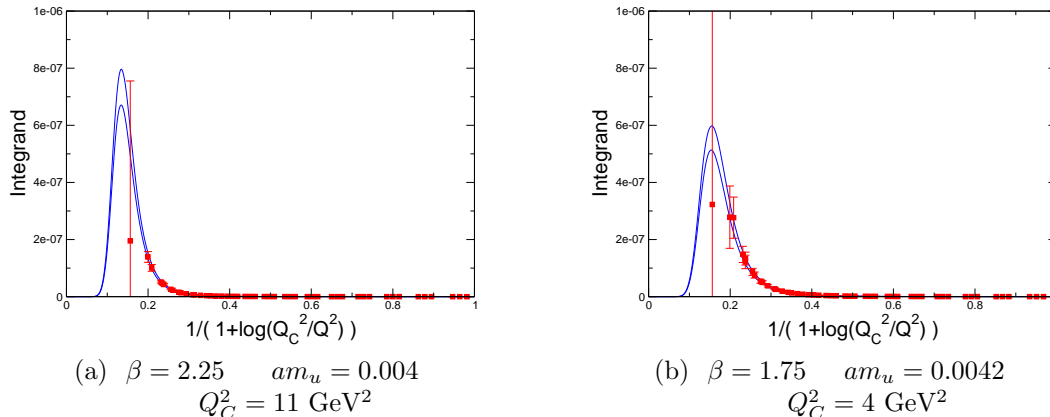 1e-06
8e-07
6e-07
4e-07
2e-07
0
0 0.2 0.4 0.6 0.8 1
Integrand
1/( 1+log(Q_C^2/Q^2) )
(a) β = 2.25 am_u = 0.004
Q_C^2 = 11 GeV^2
1e-06
8e-07
6e-07
4e-07
2e-07
0
0 0.2 0.4 0.6 0.8
Integrand
1/( 1+log(Q_C^2/Q^2) )
(b) β = 1.75 am_u = 0.0042
Q_C^2 = 4 GeV^2